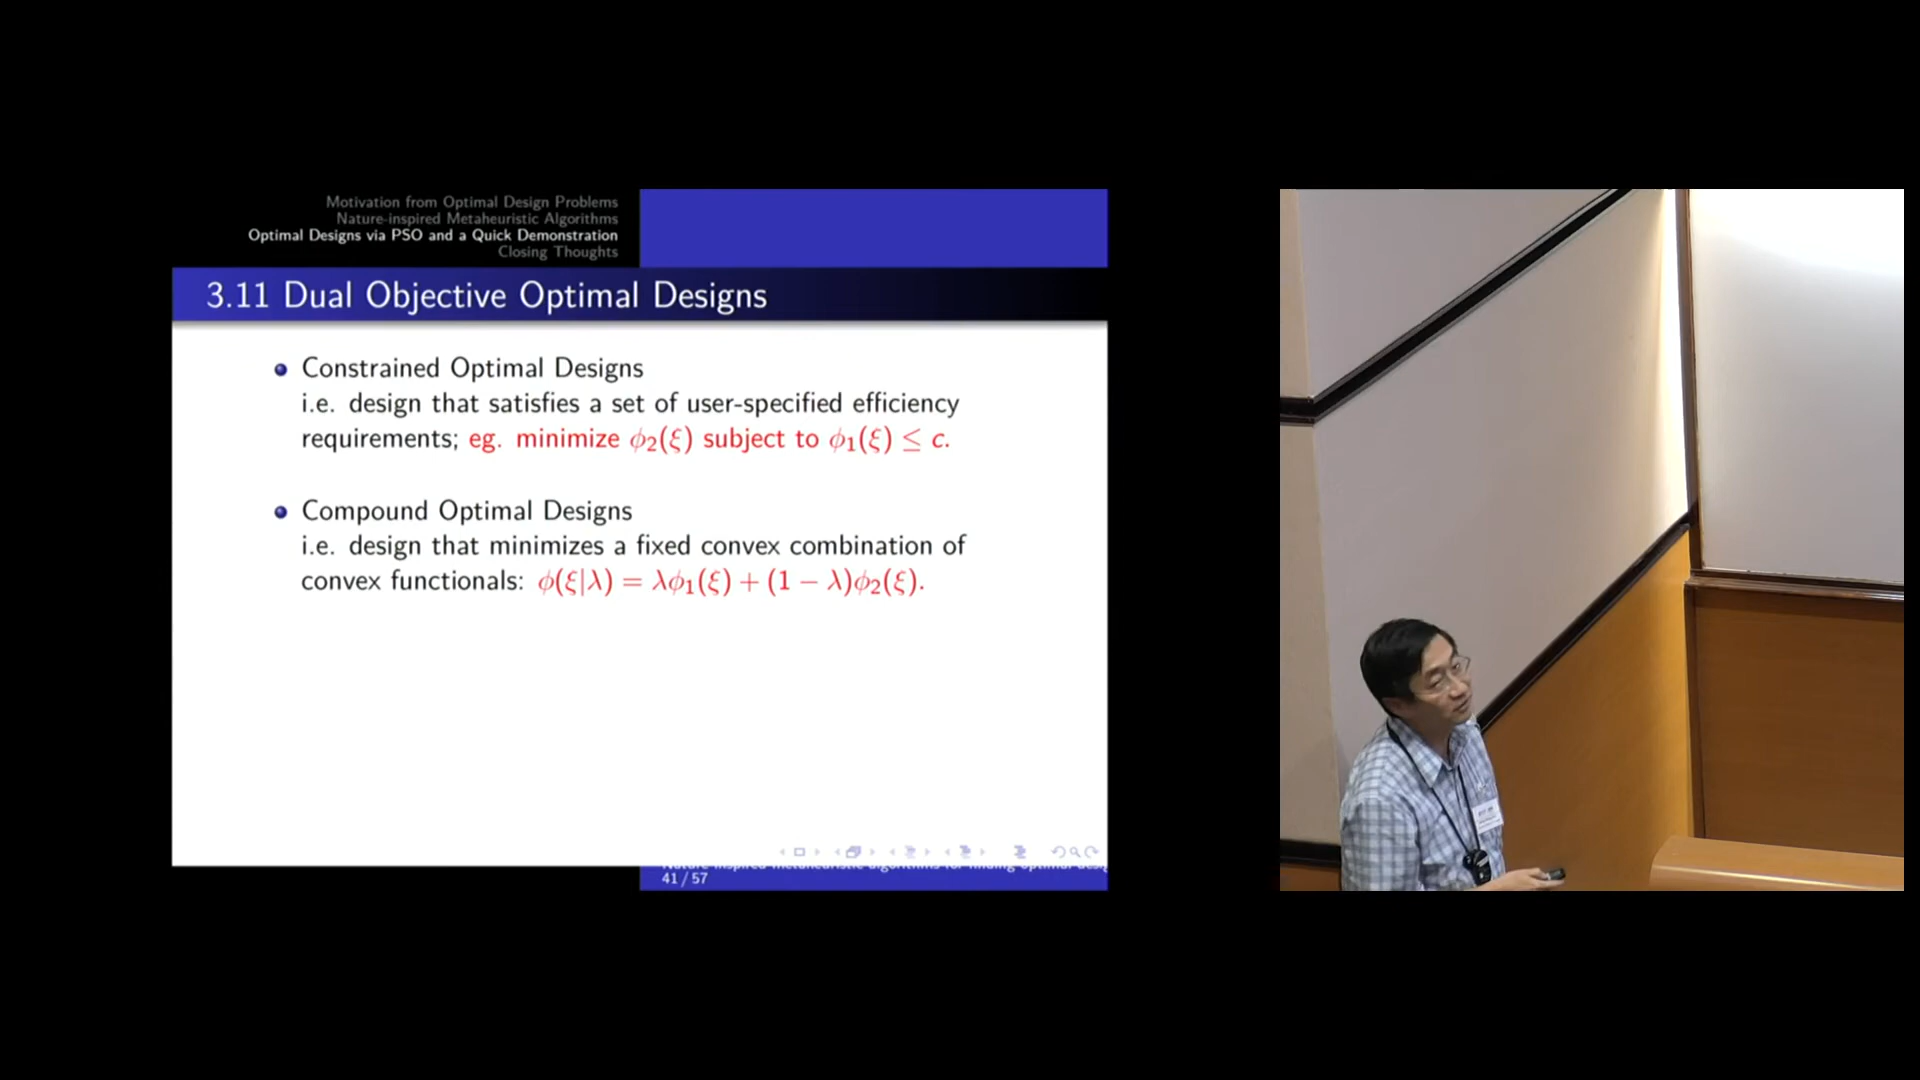 Motivation from Optimal Design Problems
Nature-inspired Metaheuristic Algorithms
Optimal Designs via PSO and a Quick Demonstration
Closing Thoughts
3.11 Dual Objective Optimal Designs
Constrained Optimal Designs
i.e. design that satisfies a set of user-specified efficiency
requirements; eg. minimize ϕ₂(ξ) subject to ϕ₁(ξ) ≤ c.
Compound Optimal Designs
i.e. design that minimizes a fixed convex combination of
convex functionals: ϕ(ξ|λ) = λϕ₁(ξ) + (1 − λ)ϕ₂(ξ).
41 / 57